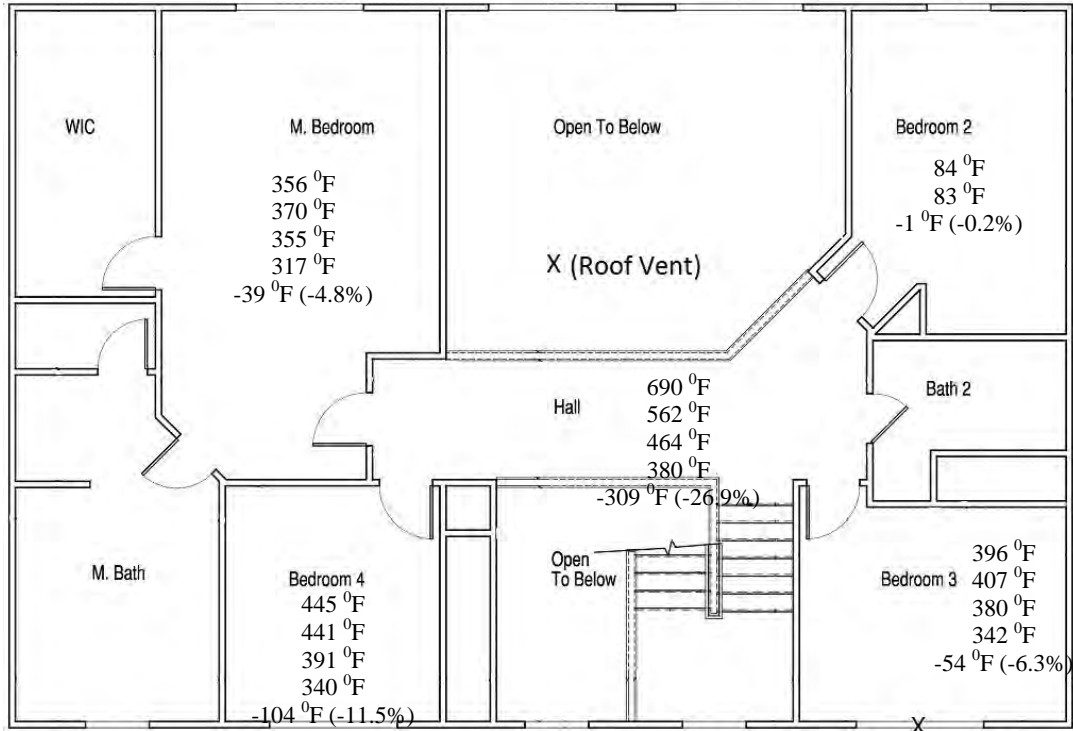 WIC
M. Bedroom
356 ⁰F
370 ⁰F
355 ⁰F
317 ⁰F
-39 ⁰F (-4.8%)
Open To Below
X (Roof Vent)
Bedroom 2
84 ⁰F
83 ⁰F
-1 ⁰F (-0.2%)
Hall
690 ⁰F
562 ⁰F
464 ⁰F
380 ⁰F
-309 ⁰F (-26.9%)
Bath 2
M. Bath
Bedroom 4
445 ⁰F
441 ⁰F
391 ⁰F
340 ⁰F
-104 ⁰F (-11.5%)
Open
To Below
Bedroom 3
396 ⁰F
407 ⁰F
380 ⁰F
342 ⁰F
-54 ⁰F (-6.3%)
X